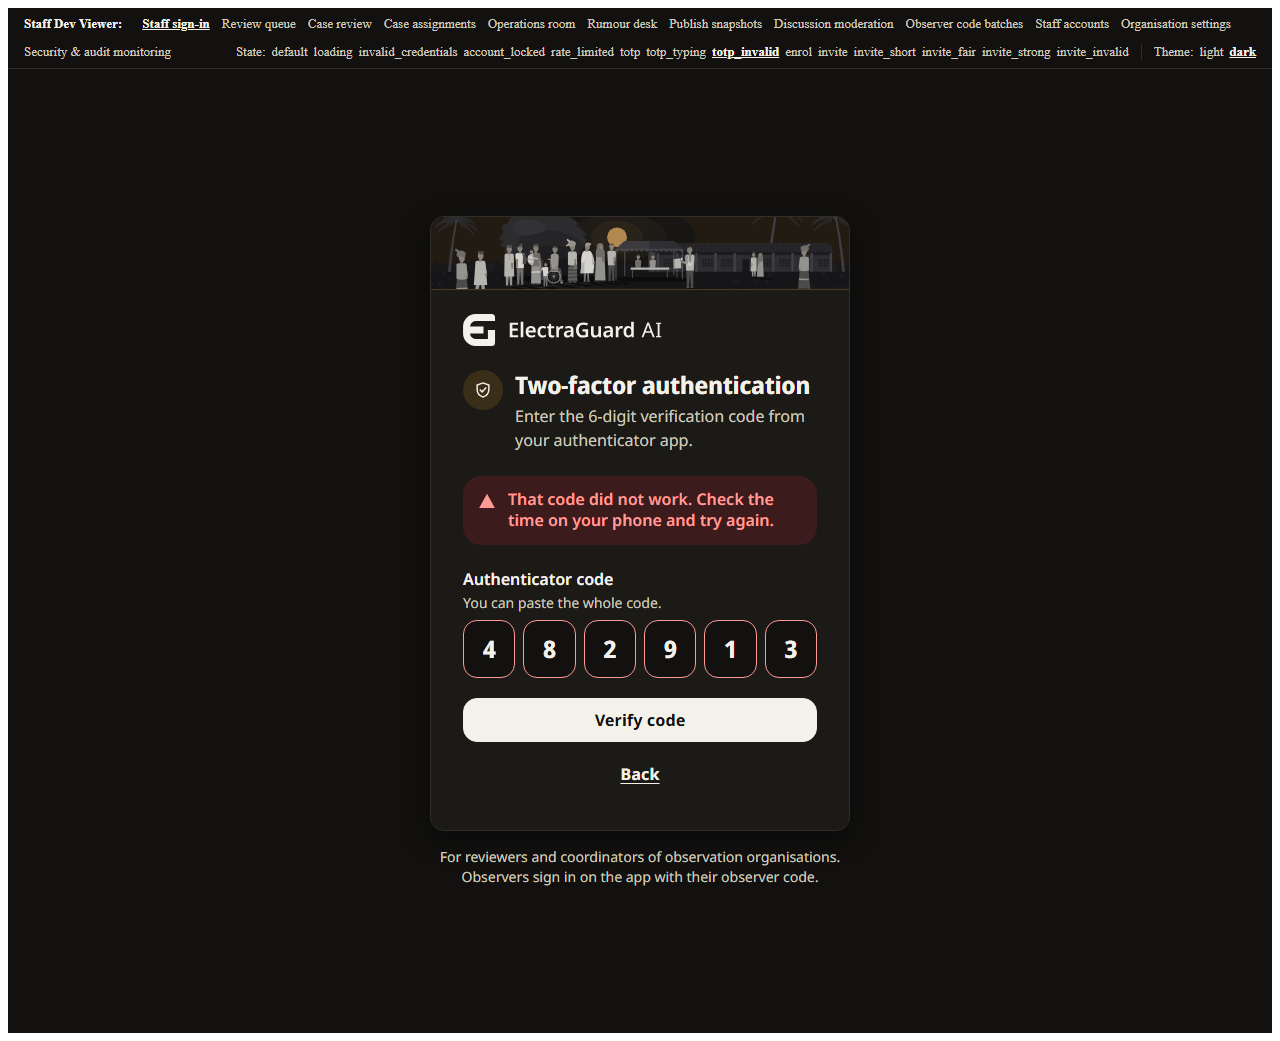 Staff Dev Viewer: Staff sign-in Review queue Case review Case assignments Operations room Rumour desk Publish snapshots Discussion moderation Observer code batches Staff accounts Organisation settings
Security & audit monitoring State: default loading invalid_credentials account_locked rate_limited totp totp_typing totp_invalid enrol invite invite_short invite_fair invite_strong invite_invalid Theme: light dark
ElectraGuard AI
Two-factor authentication
Enter the 6-digit verification code from
your authenticator app.
That code did not work. Check the
time on your phone and try again.
Authenticator code
You can paste the whole code.
4 8 2 9 1 3
Verify code
Back
For reviewers and coordinators of observation organisations.
Observers sign in on the app with their observer code.